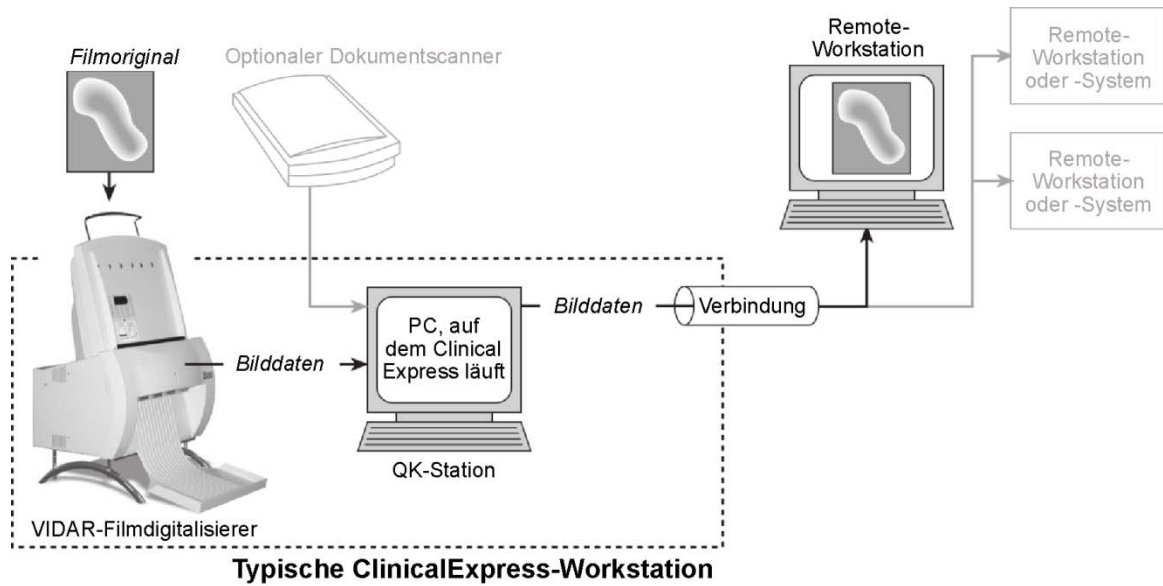 Filmoriginal
Optionaler Dokumentscanner
Remote-
Workstation
Remote-
Workstation
oder -System
Remote-
Workstation
oder -System
Bilddaten
PC, auf
dem Clinical
Express läuft
Bilddaten
Verbindung
QK-Station
VIDAR-Filmdigitalisierer
Typische ClinicalExpress-Workstation